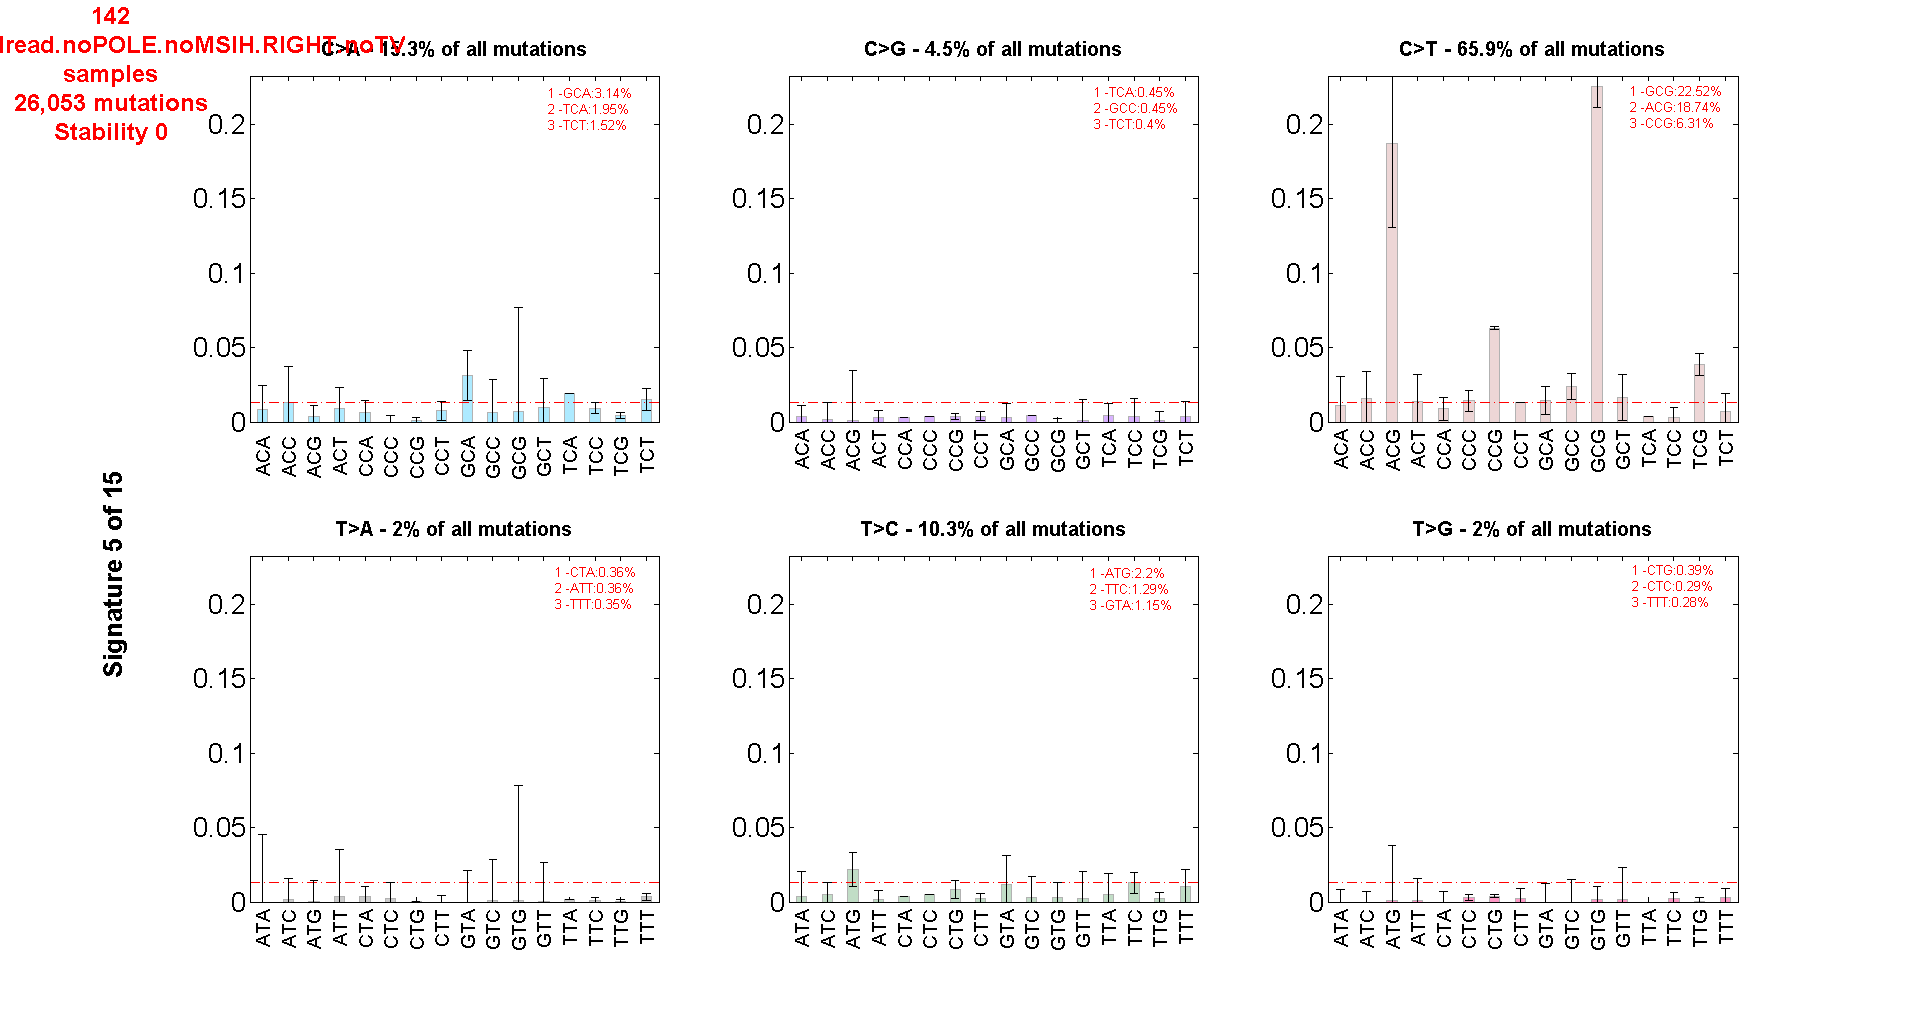 142
lread.noPOLE.noMSIH.RIGHT.noTV
samples
26,053 mutations
Stability 0
Signature 5 of 15
C>A - 15.3% of all mutations
1 -GCA:3.14%
2 -TCA:1.95%
3 -TCT:1.52%
0.2
0.15
0.1
0.05
0
ACA ACC ACG ACT CCA CCC CCG CCT GCA GCC GCG GCT TCA TCC TCG TCT
C>G - 4.5% of all mutations
1 -TCA:0.45%
2 -GCC:0.45%
3 -TCT:0.4%
0.2
0.15
0.1
0.05
0
ACA ACC ACG ACT CCA CCC CCG CCT GCA GCC GCG GCT TCA TCC TCG TCT
C>T - 65.9% of all mutations
1 -GCG:22.52%
2 -ACG:18.74%
3 -CCG:6.31%
0.2
0.15
0.1
0.05
0
ACA ACC ACG ACT CCA CCC CCG CCT GCA GCC GCG GCT TCA TCC TCG TCT
T>A - 2% of all mutations
1 -CTA:0.36%
2 -ATT:0.36%
3 -TTT:0.35%
0.2
0.15
0.1
0.05
0
ATA ATC ATG ATT CTA CTC CTG CTT GTA GTC GTG GTT TTA TTC TTG TTT
T>C - 10.3% of all mutations
1 -ATG:2.2%
2 -TTC:1.29%
3 -GTA:1.15%
0.2
0.15
0.1
0.05
0
ATA ATC ATG ATT CTA CTC CTG CTT GTA GTC GTG GTT TTA TTC TTG TTT
T>G - 2% of all mutations
1 -CTG:0.39%
2 -CTC:0.29%
3 -TTT:0.28%
0.2
0.15
0.1
0.05
0
ATA ATC ATG ATT CTA CTC CTG CTT GTA GTC GTG GTT TTA TTC TTG TTT